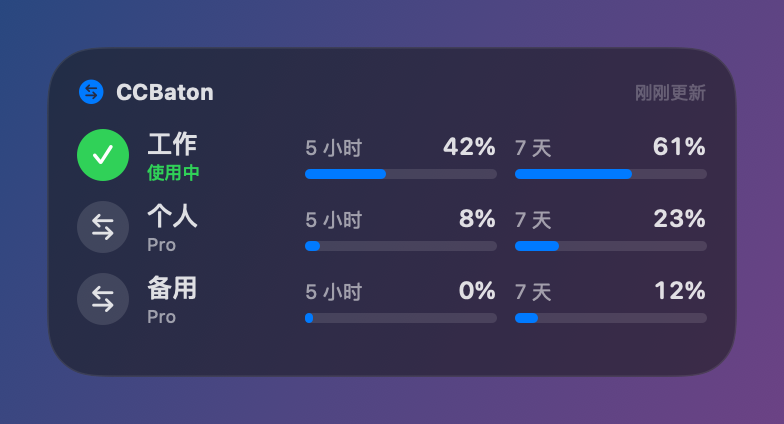 CCBaton 刚刚更新
工作 5 小时 42% 7 天 61%
使用中
个人 5 小时 8% 7 天 23%
Pro
备用 5 小时 0% 7 天 12%
Pro